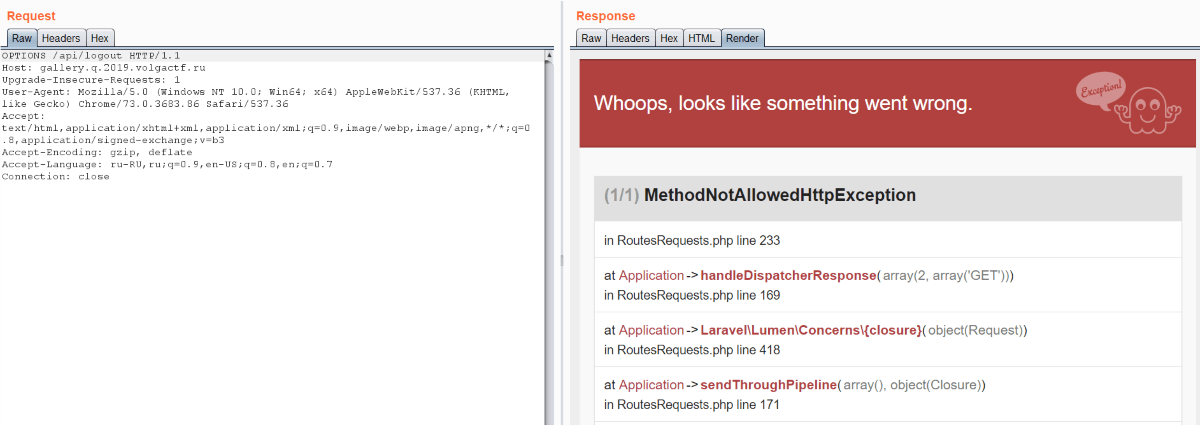 Request
Raw Headers Hex
OPTIONS /api/logout HTTP/1.1
Host: gallery.q.2019.volgactf.ru
Upgrade-Insecure-Requests: 1
User-Agent: Mozilla/5.0 (Windows NT 10.0; Win64; x64) AppleWebKit/537.36 (KHTML,
like Gecko) Chrome/73.0.3683.86 Safari/537.36
Accept:
text/html,application/xhtml+xml,application/xml;q=0.9,image/webp,image/apng,*/*;q=0
.8,application/signed-exchange;v=b3
Accept-Encoding: gzip, deflate
Accept-Language: ru-RU,ru;q=0.9,en-US;q=0.8,en;q=0.7
Connection: close
Response
Raw Headers Hex HTML Render
Whoops, looks like something went wrong.
Exception!
(1/1) MethodNotAllowedHttpException
in RoutesRequests.php line 233
at Application->handleDispatcherResponse(array(2, array('GET')))
in RoutesRequests.php line 169
at Application->Laravel\Lumen\Concerns\{closure}(object(Request))
in RoutesRequests.php line 418
at Application->sendThroughPipeline(array(), object(Closure))
in RoutesRequests.php line 171